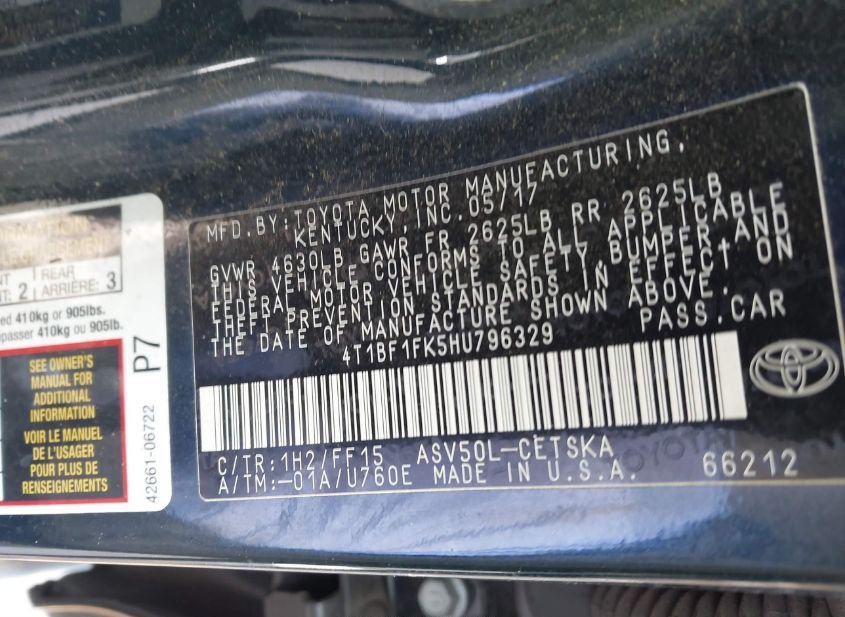 MFD.BY:TOYOTA MOTOR MANUFACTURING,
KENTUCKY,INC.05/17
GVWR 4630LB GAWR FR 2625LB RR 2625LB
THIS VEHICLE CONFORMS TO ALL APPLICABLE
FEDERAL MOTOR VEHICLE SAFETY,BUMPER,AND
THEFT PREVENTION STANDARDS IN EFFECT ON
THE DATE OF MANUFACTURE SHOWN ABOVE.
4T1BF1FK5HU796329 PASS.CAR
C/TR:1H2/FF15 ASV50L-CETSKA
A/TM:-01A/U760E MADE IN U.S.A. 66212
2 REAR
ARRIÈRE: 3
410kg or 905lbs.
410kg ou 905lb.
SEE OWNER'S
MANUAL FOR
ADDITIONAL
INFORMATION
VOIR LE MANUEL
DE L'USAGER
POUR PLUS DE
RENSEIGNEMENTS
P7
42661-06722